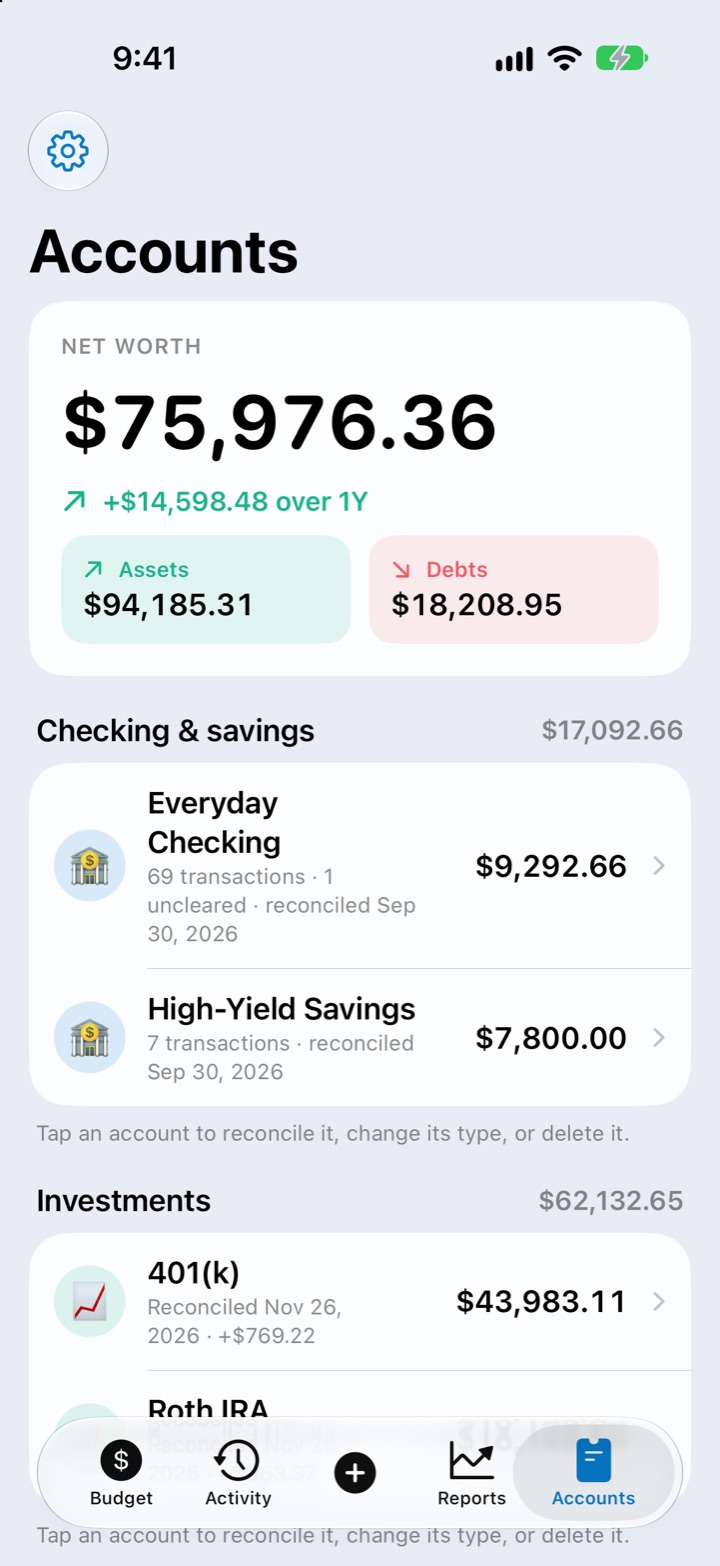 9:41
Accounts
NET WORTH
$75,976.36
+$14,598.48 over 1Y
Assets
$94,185.31
Debts
$18,208.95
Checking & savings
$17,092.66
Everyday
Checking
69 transactions · 1
uncleared · reconciled Sep
30, 2026
$9,292.66
High-Yield Savings
7 transactions · reconciled
Sep 30, 2026
$7,800.00
Tap an account to reconcile it, change its type, or delete it.
Investments
$62,132.65
401(k)
Reconciled Nov 26,
2026 · +$769.22
$43,983.11
Roth IRA
Budget
Activity
Reports
Accounts
Tap an account to reconcile it, change its type, or delete it.